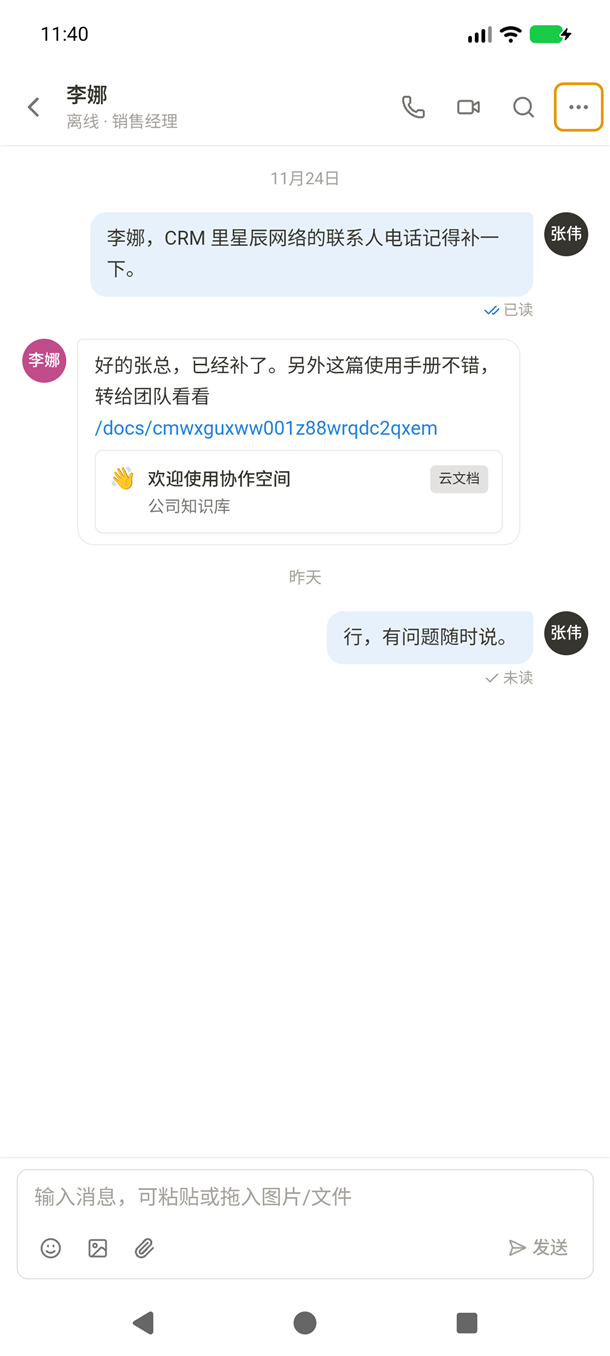 11:40
李娜
离线 · 销售经理
11月24日
李娜，CRM 里星辰网络的联系人电话记得补一
下。
张伟
已读
李娜
好的张总，已经补了。另外这篇使用手册不错，
转给团队看看
/docs/cmwxguxww001z88wrqdc2qxem
欢迎使用协作空间
云文档
公司知识库
昨天
行，有问题随时说。
张伟
未读
输入消息，可粘贴或拖入图片/文件
发送